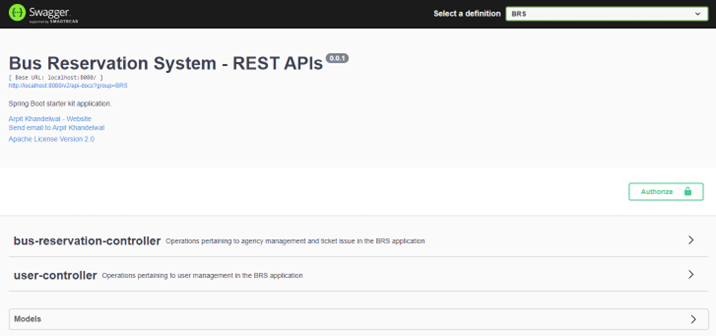 Swagger
Supported by SMARTBEAR
Select a definition
BRS
Bus Reservation System - REST APIs 0.0.1
[ Base URL: localhost:8080/ ]
http://localhost:8080/v2/api-docs?group=BRS
Spring Boot starter kit application.
Arpit Khandelwal - Website
Send email to Arpit Khandelwal
Apache License Version 2.0
Authorize
bus-reservation-controller Operations pertaining to agency management and ticket issue in the BRS application
user-controller Operations pertaining to user management in the BRS application
Models